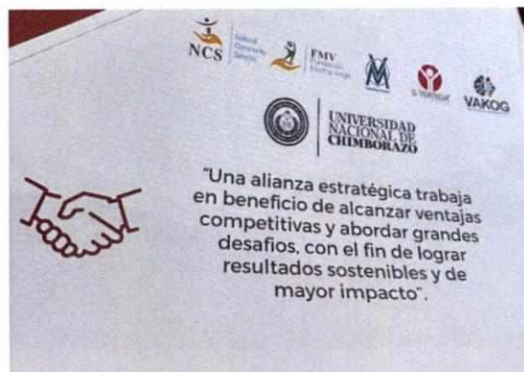 NCS
FMV
VAKOG
UNIVERSIDAD
NACIONAL DE
CHIMBORAZO
"Una alianza estratégica trabaja
en beneficio de alcanzar ventajas
competitivas y abordar grandes
desafios, con el fin de lograr
resultados sostenibles y de
mayor impacto".